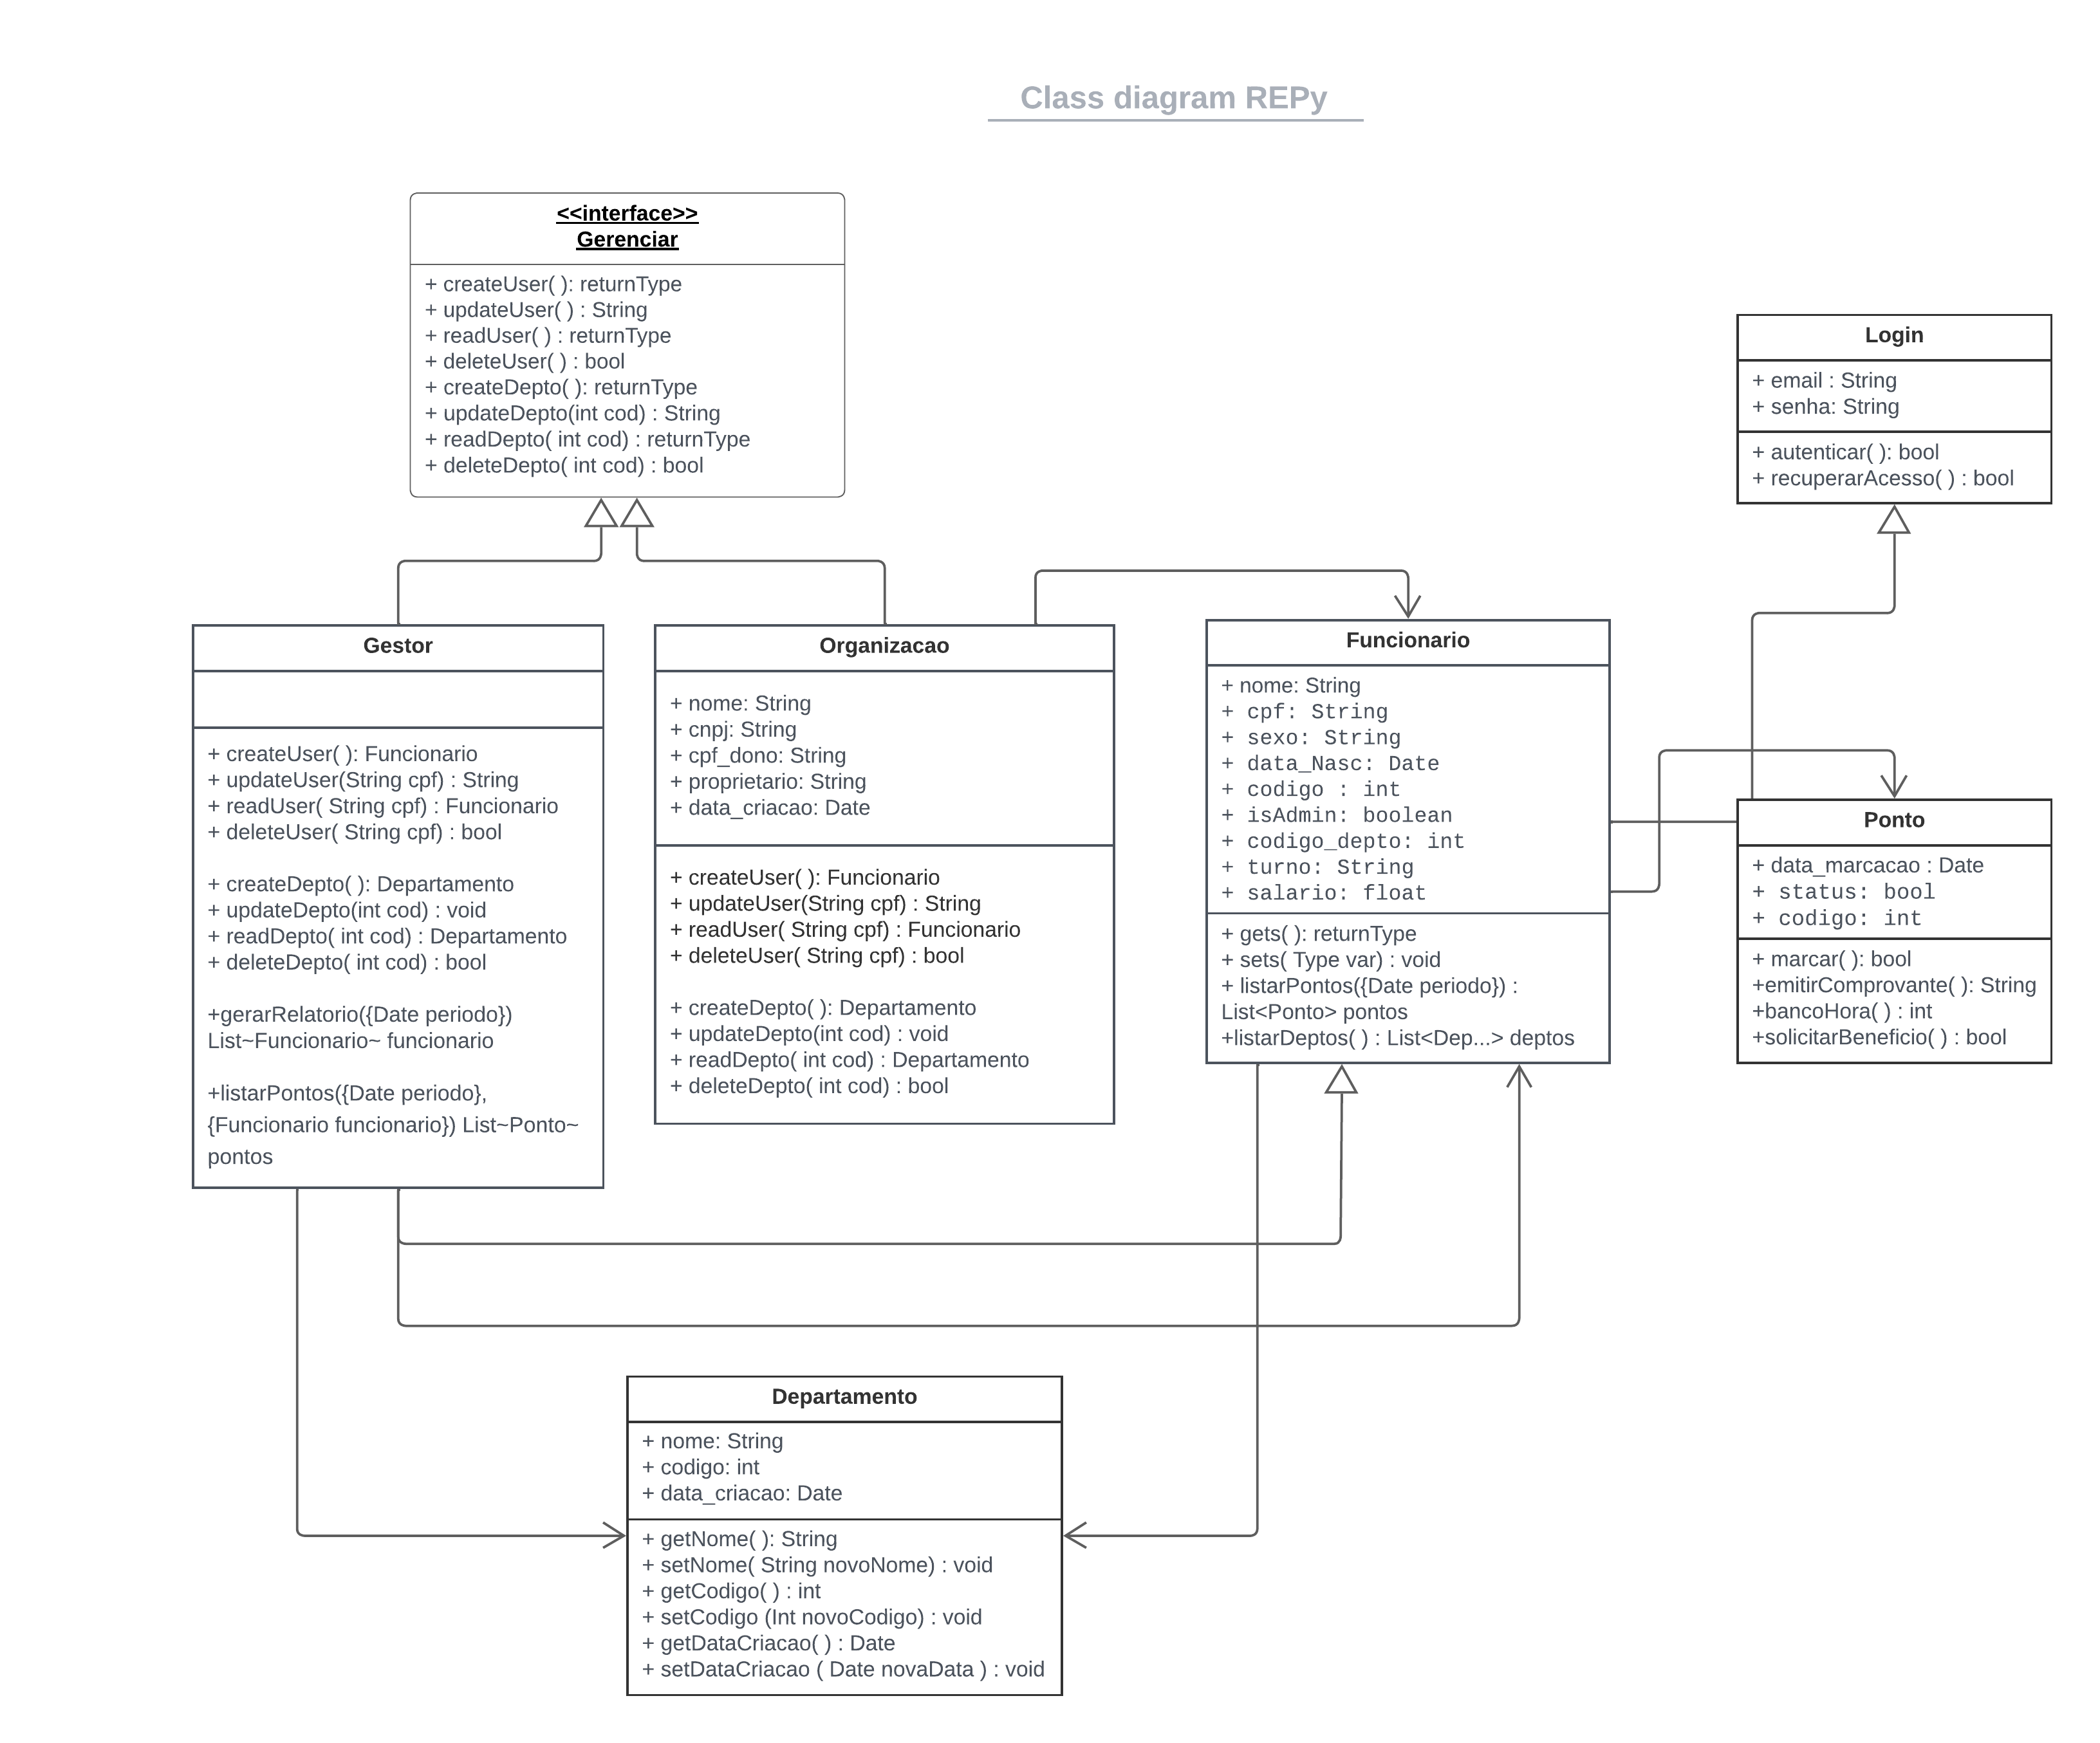 Class diagram REPy
<<interface>>
Gerenciar
+ createUser( ): returnType
+ updateUser( ) : String
+ readUser( ) : returnType
+ deleteUser( ) : bool
+ createDepto( ): returnType
+ updateDepto(int cod) : String
+ readDepto( int cod) : returnType
+ deleteDepto( int cod) : bool
Login
+ email : String
+ senha: String
+ autenticar( ): bool
+ recuperarAcesso( ) : bool
Gestor
+ createUser( ): Funcionario
+ updateUser(String cpf) : String
+ readUser( String cpf) : Funcionario
+ deleteUser( String cpf) : bool
+ createDepto( ): Departamento
+ updateDepto(int cod) : void
+ readDepto( int cod) : Departamento
+ deleteDepto( int cod) : bool
+gerarRelatorio({Date periodo})
List~Funcionario~ funcionario
+listarPontos({Date periodo},
{Funcionario funcionario}) List~Ponto~
pontos
Organizacao
+ nome: String
+ cnpj: String
+ cpf_dono: String
+ proprietario: String
+ data_criacao: Date
+ createUser( ): Funcionario
+ updateUser(String cpf) : String
+ readUser( String cpf) : Funcionario
+ deleteUser( String cpf) : bool
+ createDepto( ): Departamento
+ updateDepto(int cod) : void
+ readDepto( int cod) : Departamento
+ deleteDepto( int cod) : bool
Funcionario
+ nome: String
+ cpf: String
+ sexo: String
+ data_Nasc: Date
+ codigo : int
+ isAdmin: boolean
+ codigo_depto: int
+ turno: String
+ salario: float
+ gets( ): returnType
+ sets( Type var) : void
+ listarPontos({Date periodo}) :
List<Ponto> pontos
+listarDeptos( ) : List<Dep...> deptos
Ponto
+ data_marcacao : Date
+ status: bool
+ codigo: int
+ marcar( ): bool
+emitirComprovante( ): String
+bancoHora( ) : int
+solicitarBeneficio( ) : bool
Departamento
+ nome: String
+ codigo: int
+ data_criacao: Date
+ getNome( ): String
+ setNome( String novoNome) : void
+ getCodigo( ) : int
+ setCodigo (Int novoCodigo) : void
+ getDataCriacao( ) : Date
+ setDataCriacao ( Date novaData ) : void